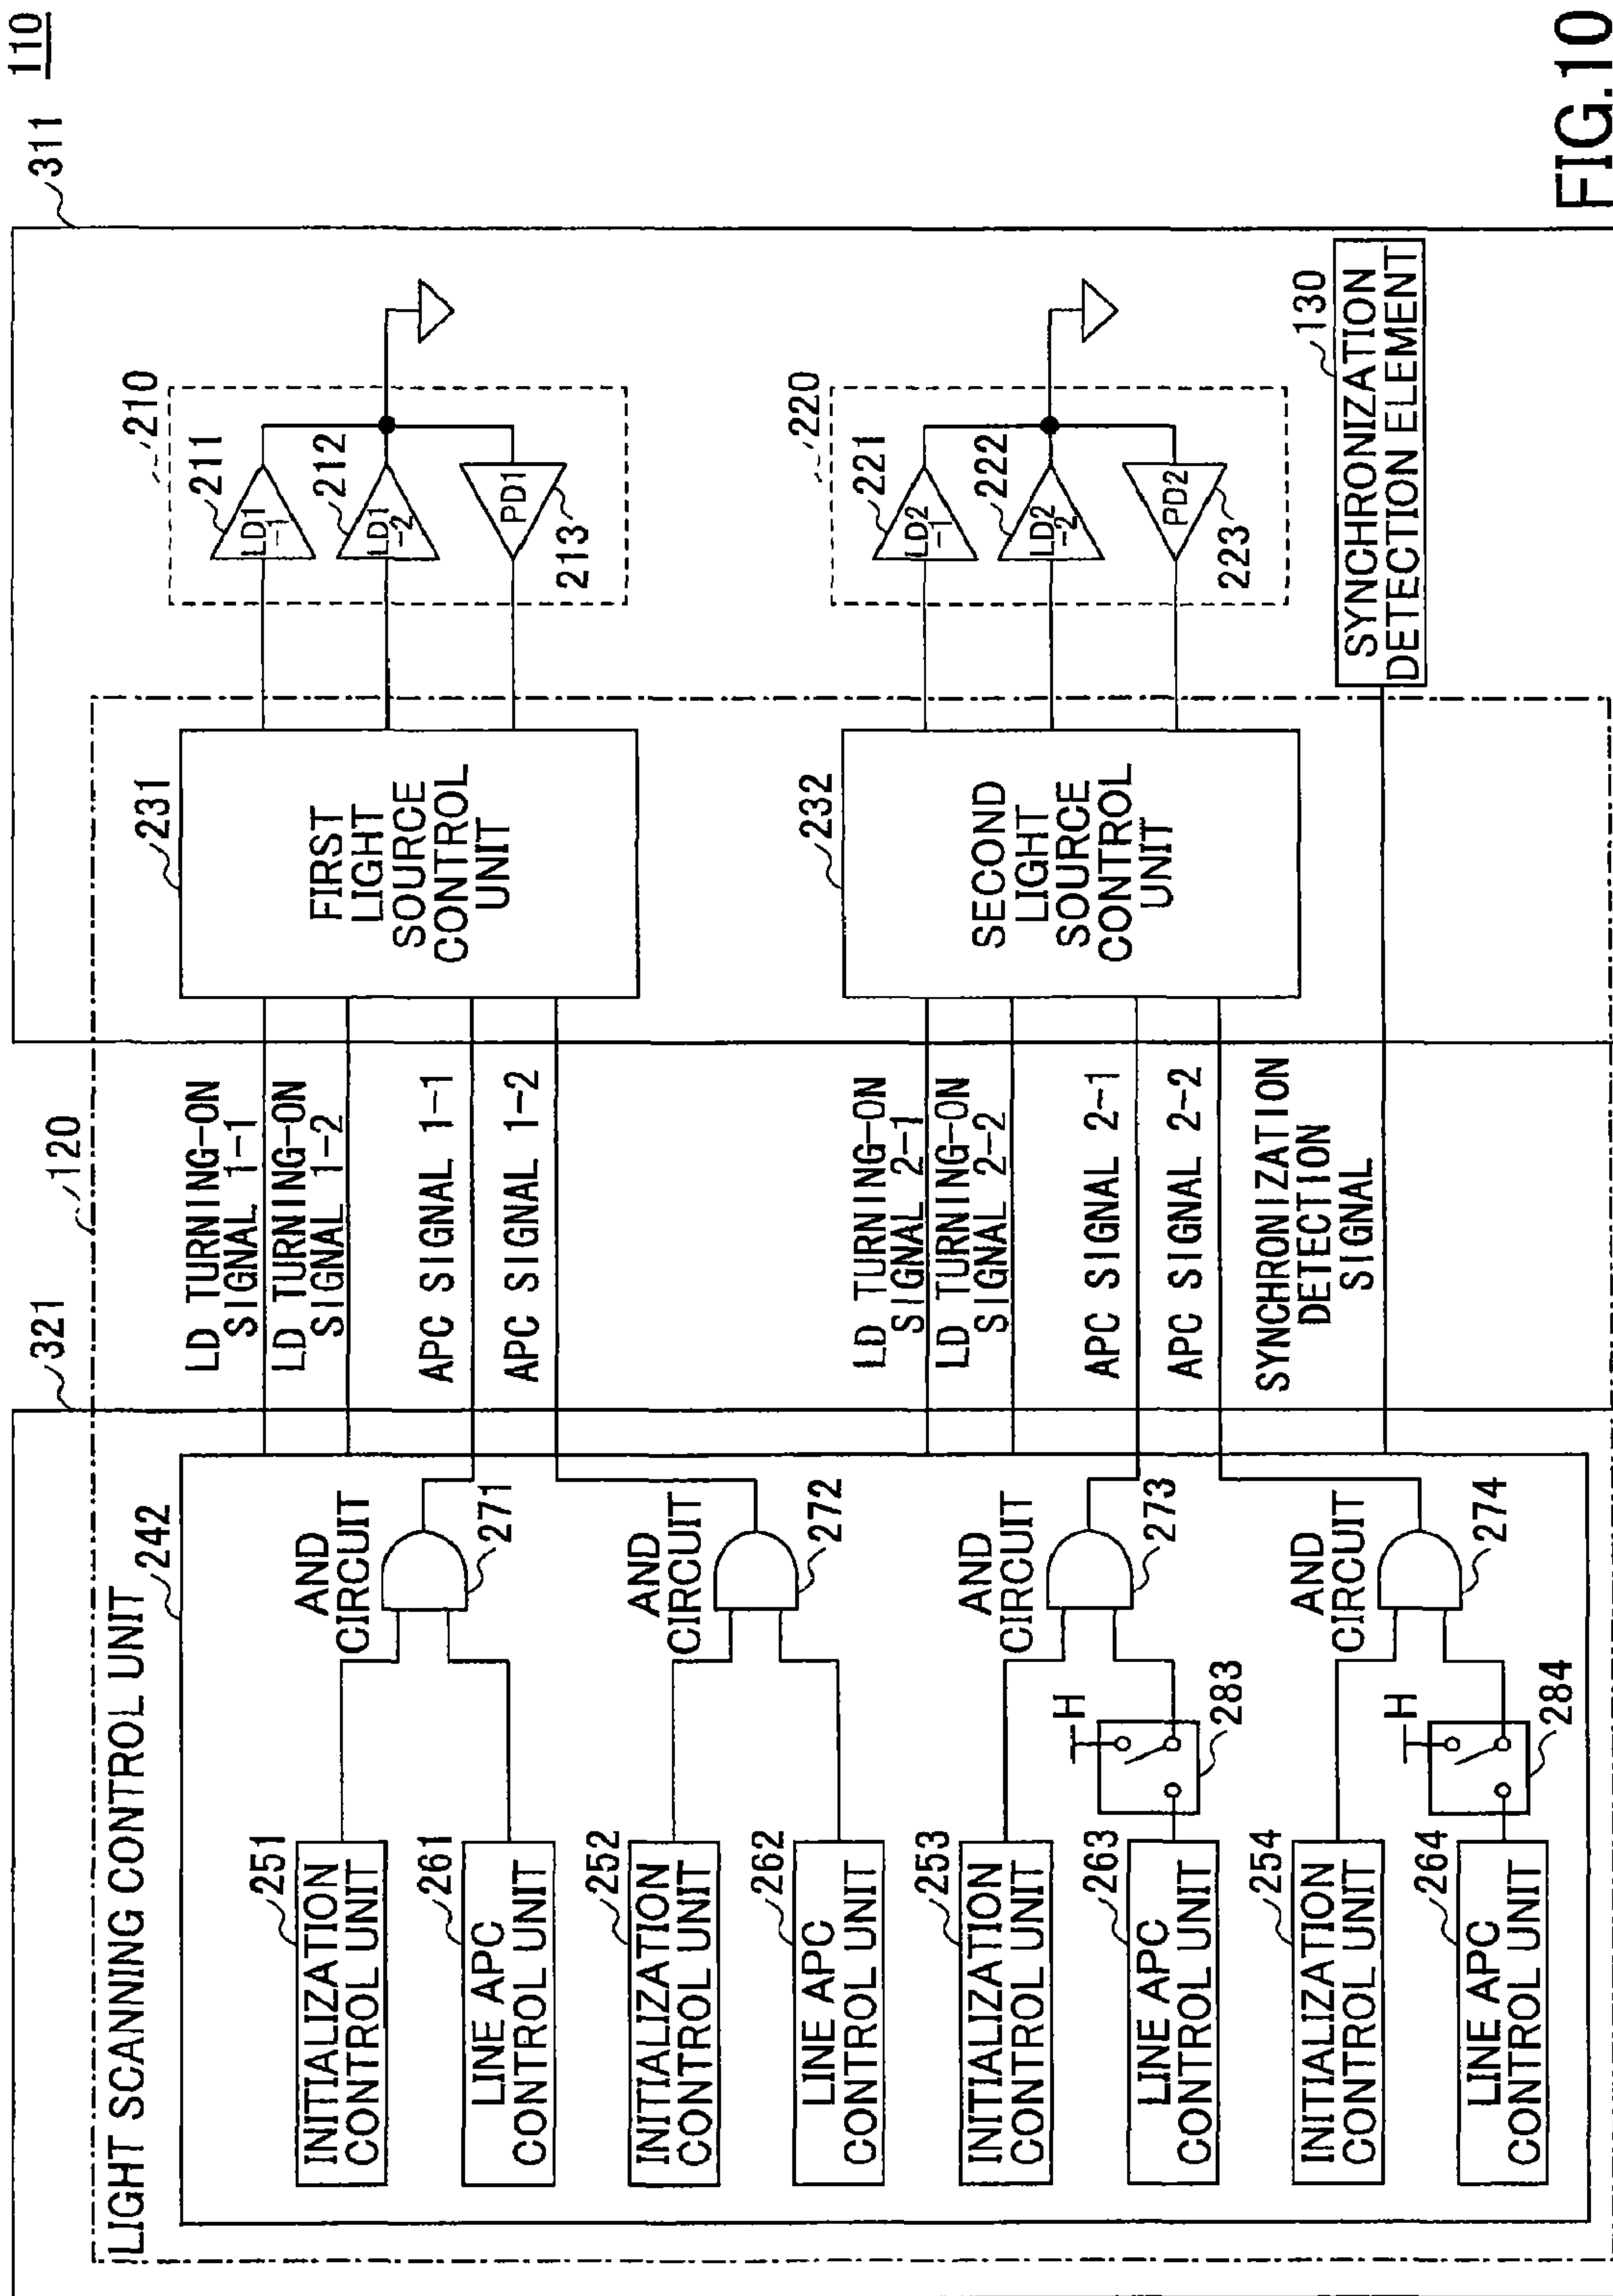 110
311
321
120
LIGHT SCANNING CONTROL UNIT
242
251
INITIALIZATION
CONTROL UNIT
261
LINE APC
CONTROL UNIT
AND
CIRCUIT
271
252
INITIALIZATION
CONTROL UNIT
262
LINE APC
CONTROL UNIT
AND
CIRCUIT
272
253
INITIALIZATION
CONTROL UNIT
263
LINE APC
CONTROL UNIT
H
283
AND
CIRCUIT
273
254
INITIALIZATION
CONTROL UNIT
264
LINE APC
CONTROL UNIT
H
284
AND
CIRCUIT
274
LD TURNING-ON
SIGNAL 1-1
LD TURNING-ON
SIGNAL 1-2
APC SIGNAL 1-1
APC SIGNAL 1-2
LD TURNING-ON
SIGNAL 2-1
LD TURNING-ON
SIGNAL 2-2
APC SIGNAL 2-1
APC SIGNAL 2-2
SYNCHRONIZATION
DETECTION
SIGNAL
231
FIRST
LIGHT
SOURCE
CONTROL
UNIT
232
SECOND
LIGHT
SOURCE
CONTROL
UNIT
210
211
LD1
-1
212
LD1
-2
PD1
213
220
221
LD2
-1
222
LD2
-2
PD2
223
130
SYNCHRONIZATION
DETECTION ELEMENT
FIG.10